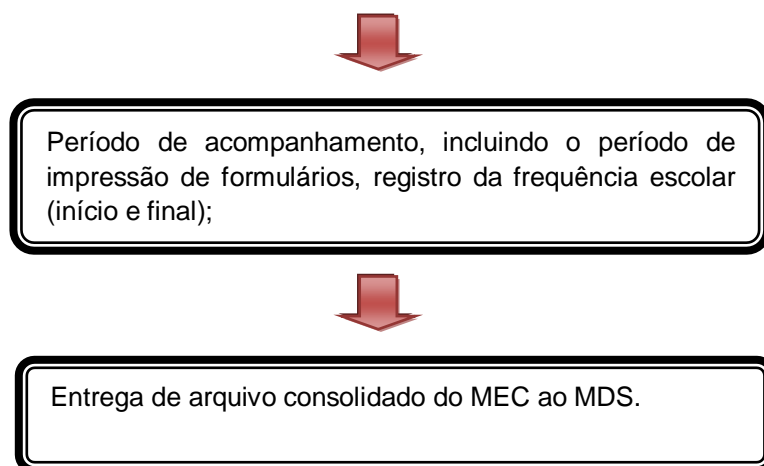 Período de acompanhamento, incluindo o período de
impressão de formulários, registro da frequência escolar
(início e final);
Entrega de arquivo consolidado do MEC ao MDS.